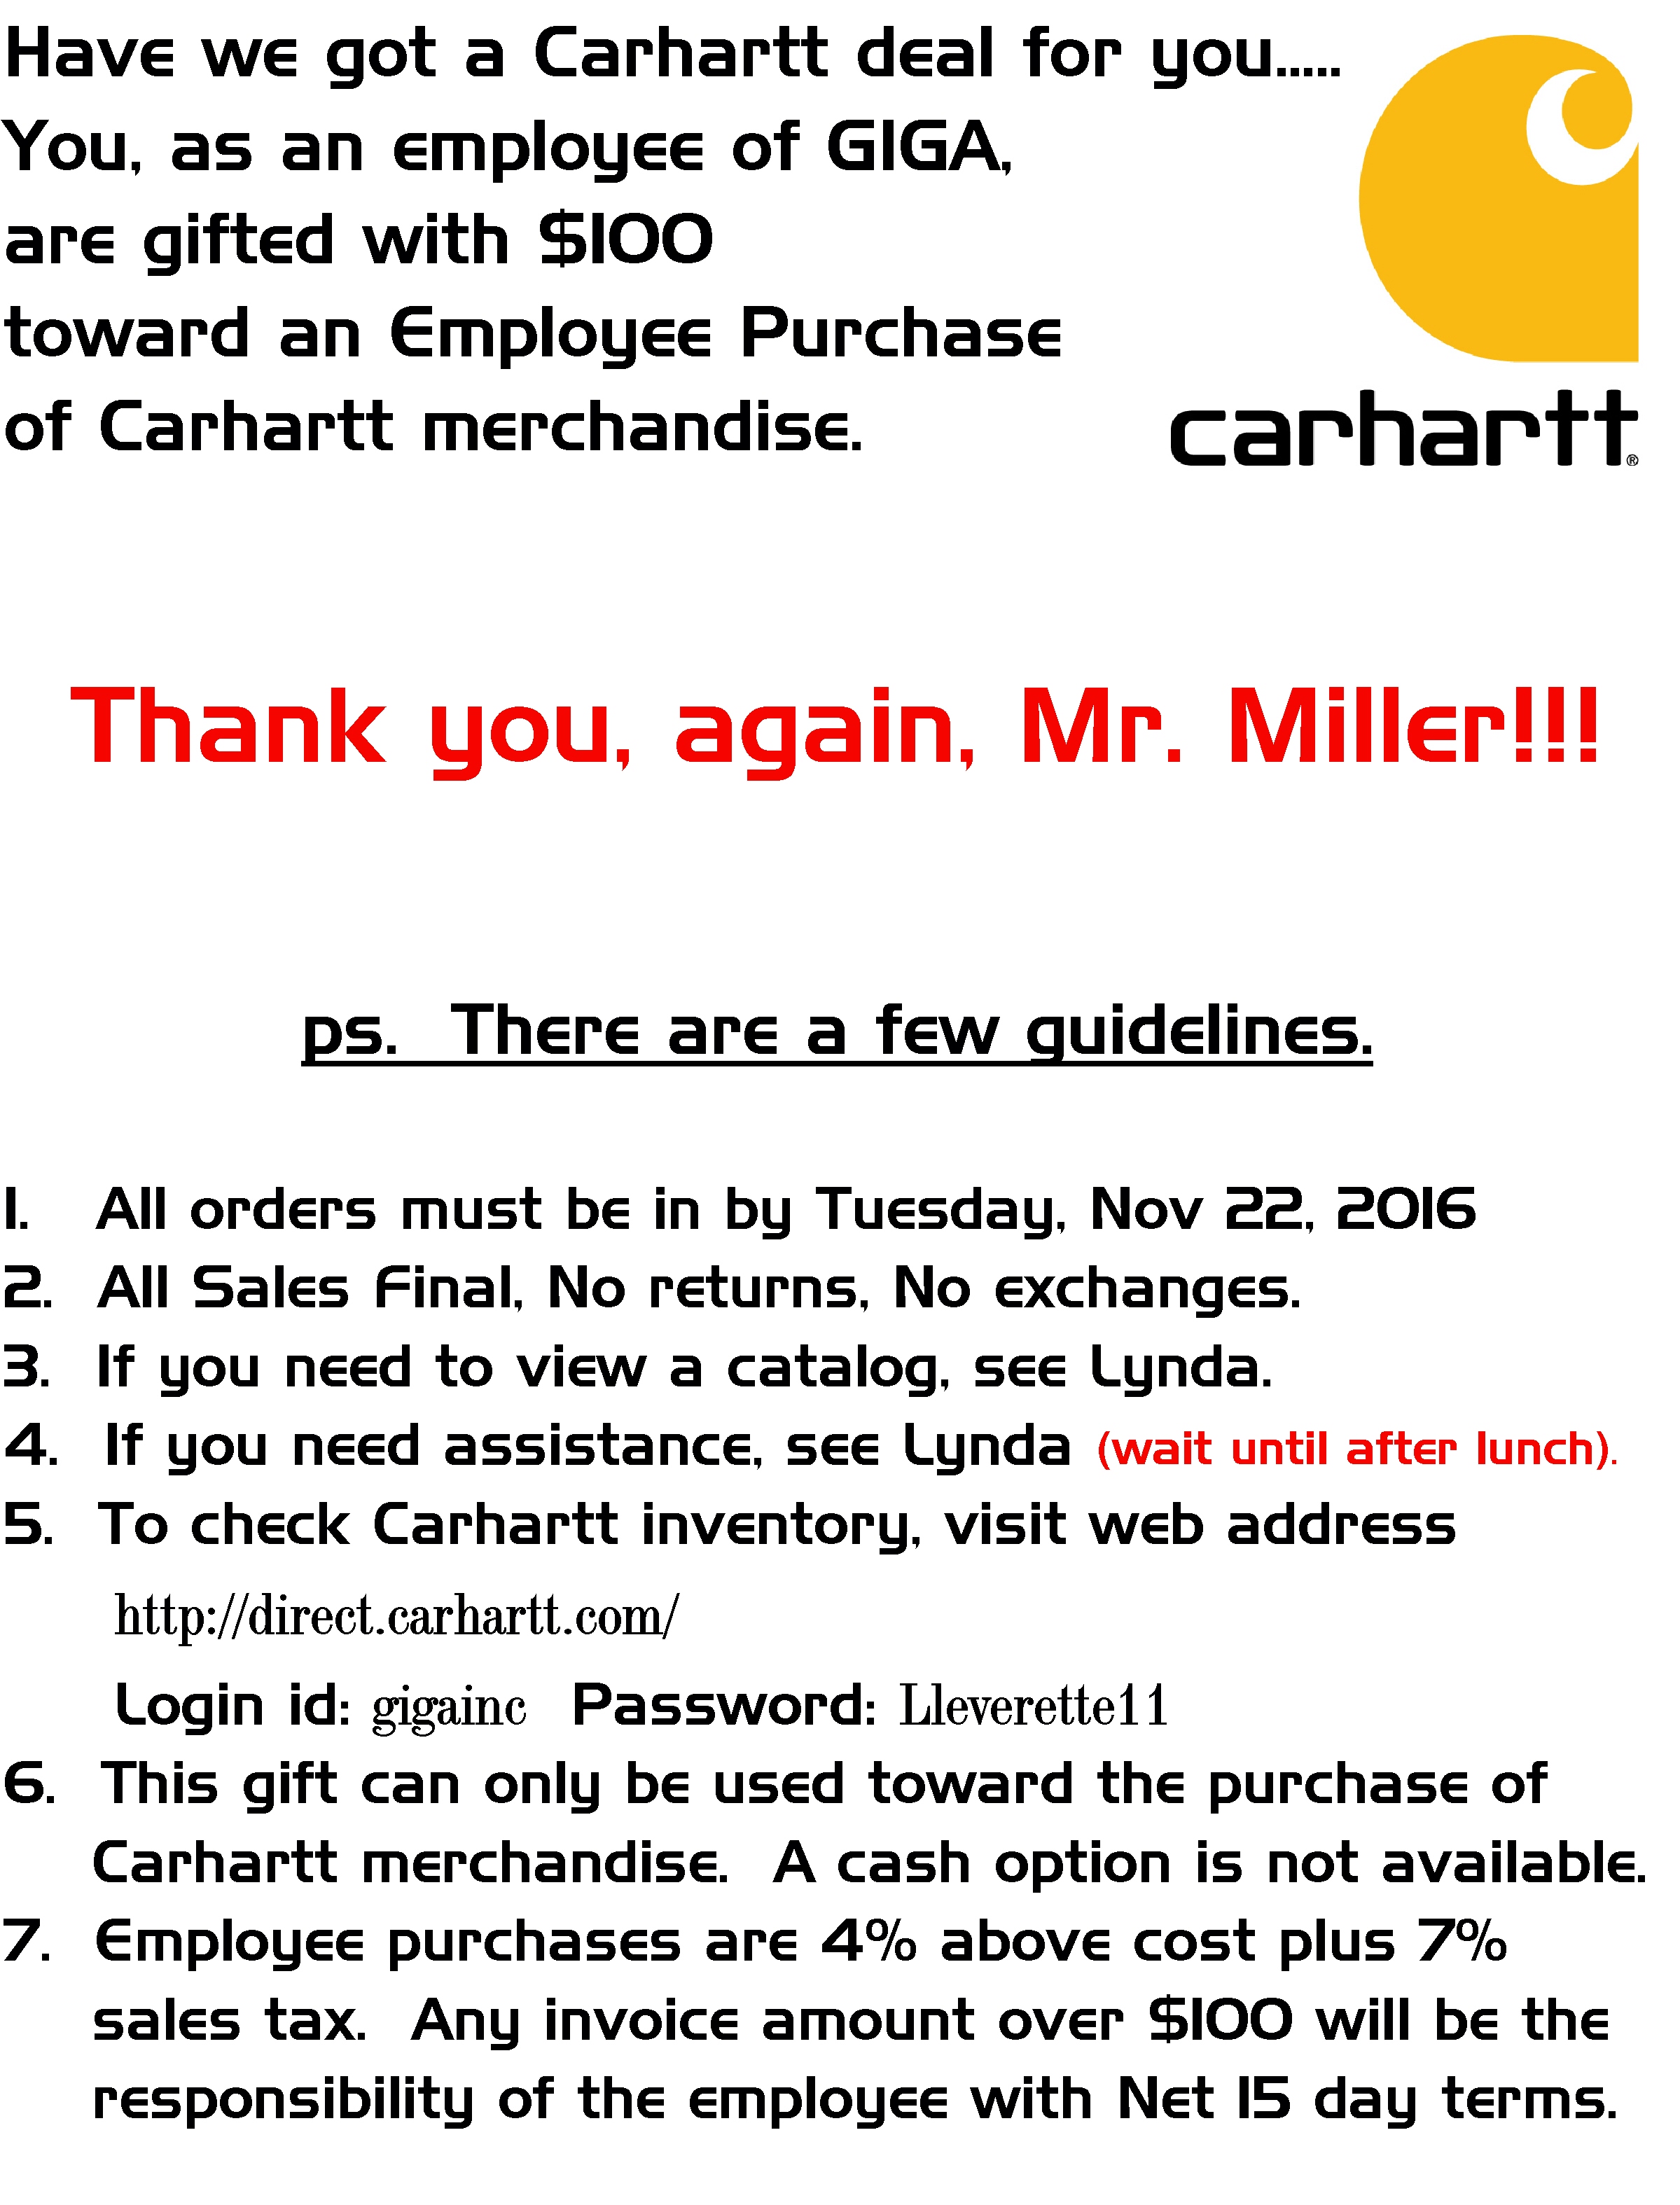 Have we got a Carhartt deal for you.....
You, as an employee of GIGA,
are gifted with $100
toward an Employee Purchase
of Carhartt merchandise.
carhartt®
Thank you, again, Mr. Miller!!!
ps. There are a few guidelines.
1. All orders must be in by Tuesday, Nov 22, 2016
2. All Sales Final, No returns, No exchanges.
3. If you need to view a catalog, see Lynda.
4. If you need assistance, see Lynda (wait until after lunch).
5. To check Carhartt inventory, visit web address
http://direct.carhartt.com/
Login id: gigainc Password: Lleverette11
6. This gift can only be used toward the purchase of
Carhartt merchandise. A cash option is not available.
7. Employee purchases are 4% above cost plus 7%
sales tax. Any invoice amount over $100 will be the
responsibility of the employee with Net 15 day terms.